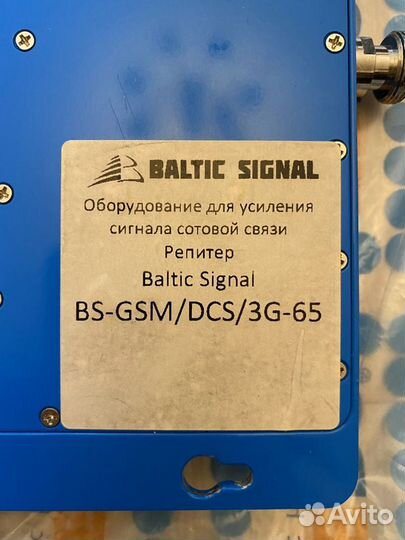 BALTIC SIGNAL
Оборудование для усиления
сигнала сотовой связи
Репитер
Baltic Signal
BS-GSM/DCS/3G-65
Avito